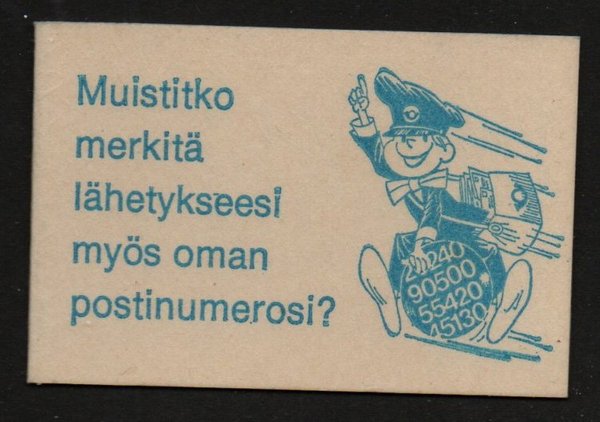 Muistitko
merkitä
lähetykseesi
myös oman
postinumerosi?
20240
90500
55420
45130